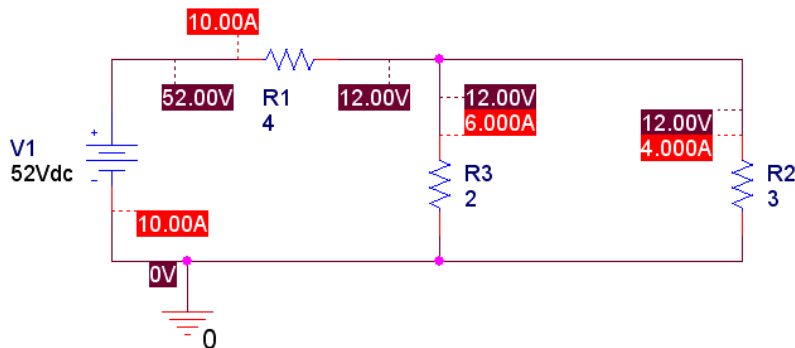 10.00A
52.00V
R1
4
12.00V
12.00V
6.000A
12.00V
4.000A
+
V1
52Vdc
-
R3
2
R2
3
10.00A
0V
0